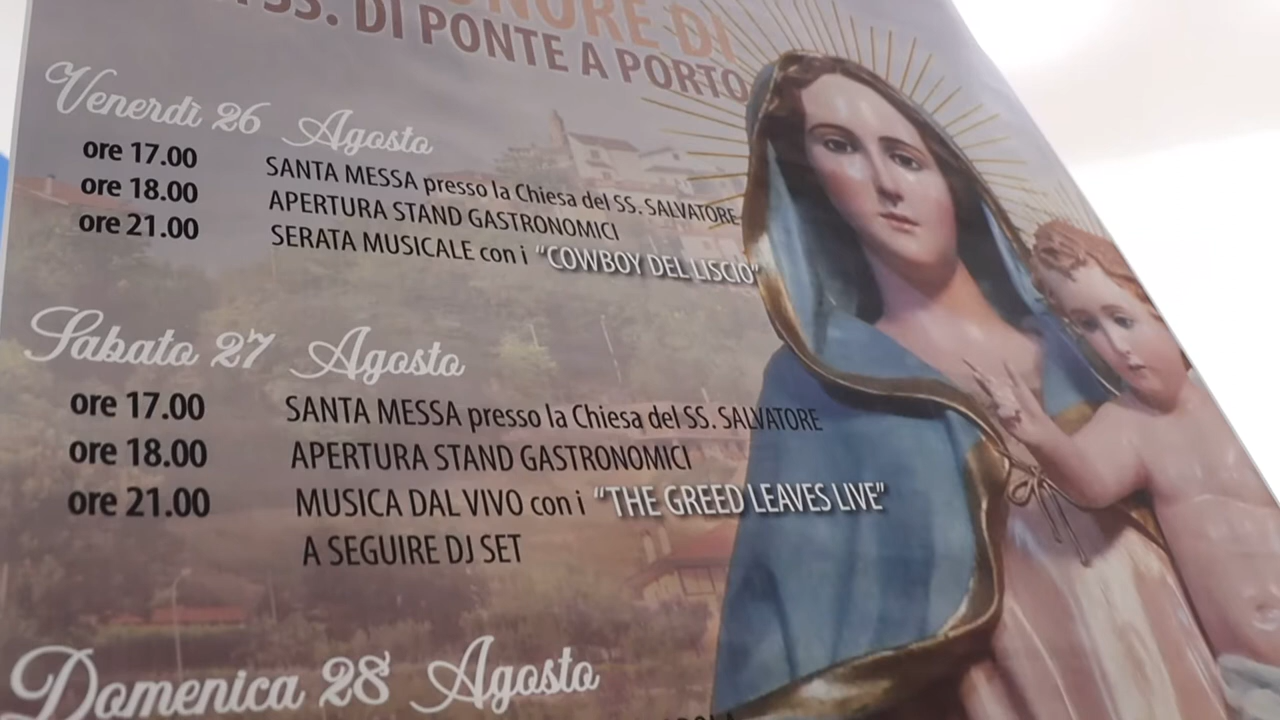 ONORE DI
SS. DI PONTE A PORTO
Venerdì 26 Agosto
ore 17.00 SANTA MESSA presso la Chiesa del SS. SALVATORE
ore 18.00 APERTURA STAND GASTRONOMICI
ore 21.00 SERATA MUSICALE con i "COWBOY DEL LISCIO"
Sabato 27 Agosto
ore 17.00 SANTA MESSA presso la Chiesa del SS. SALVATORE
ore 18.00 APERTURA STAND GASTRONOMICI
ore 21.00 MUSICA DAL VIVO con i "THE GREED LEAVES LIVE"
A SEGUIRE DJ SET
Domenica 28 Agosto